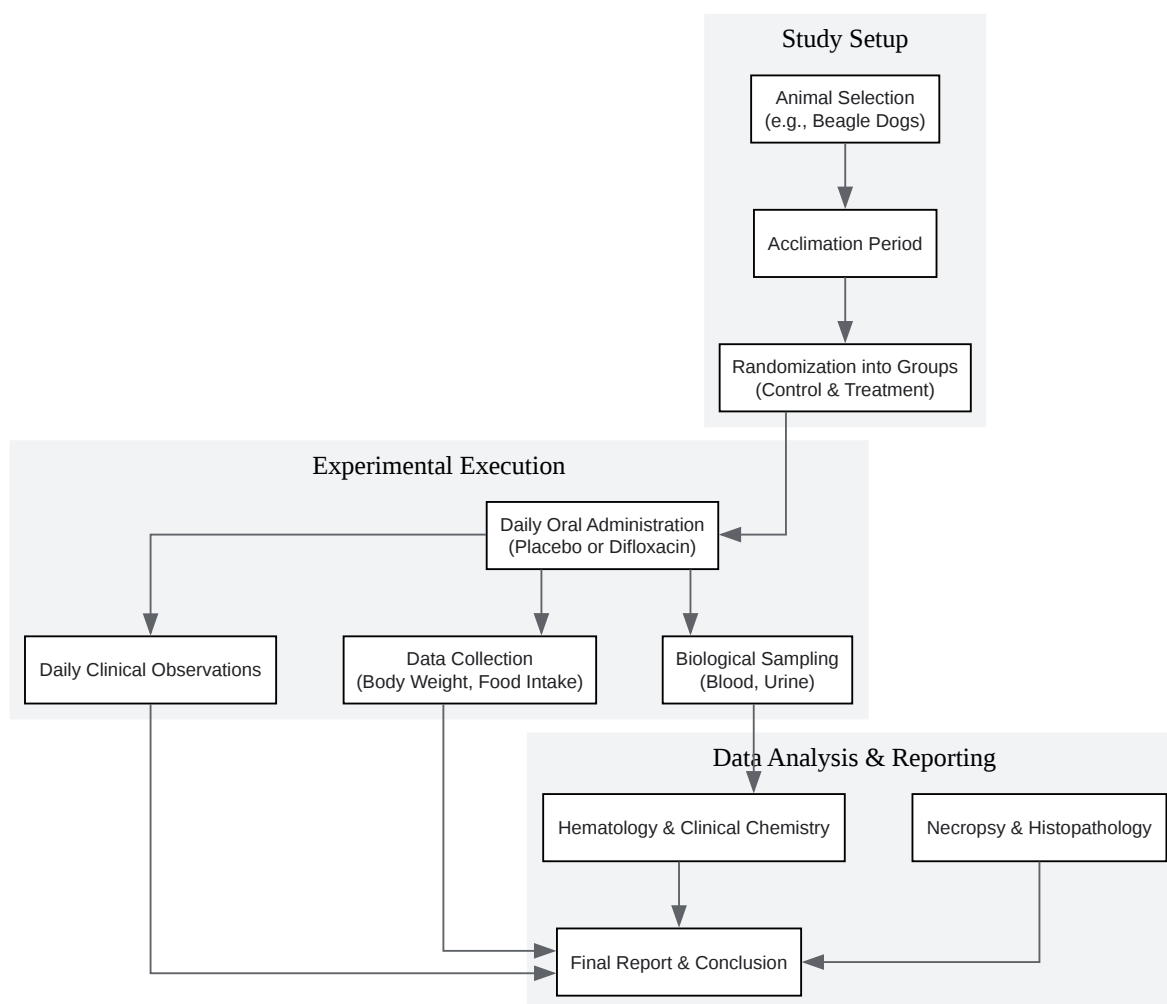 Study Setup
Animal Selection
(e.g., Beagle Dogs)
Acclimation Period
Randomization into Groups
(Control & Treatment)
Experimental Execution
Daily Oral Administration
(Placebo or Difloxacin)
Daily Clinical Observations
Data Collection
(Body Weight, Food Intake)
Biological Sampling
(Blood, Urine)
Data Analysis & Reporting
Hematology & Clinical Chemistry
Necropsy & Histopathology
Final Report & Conclusion